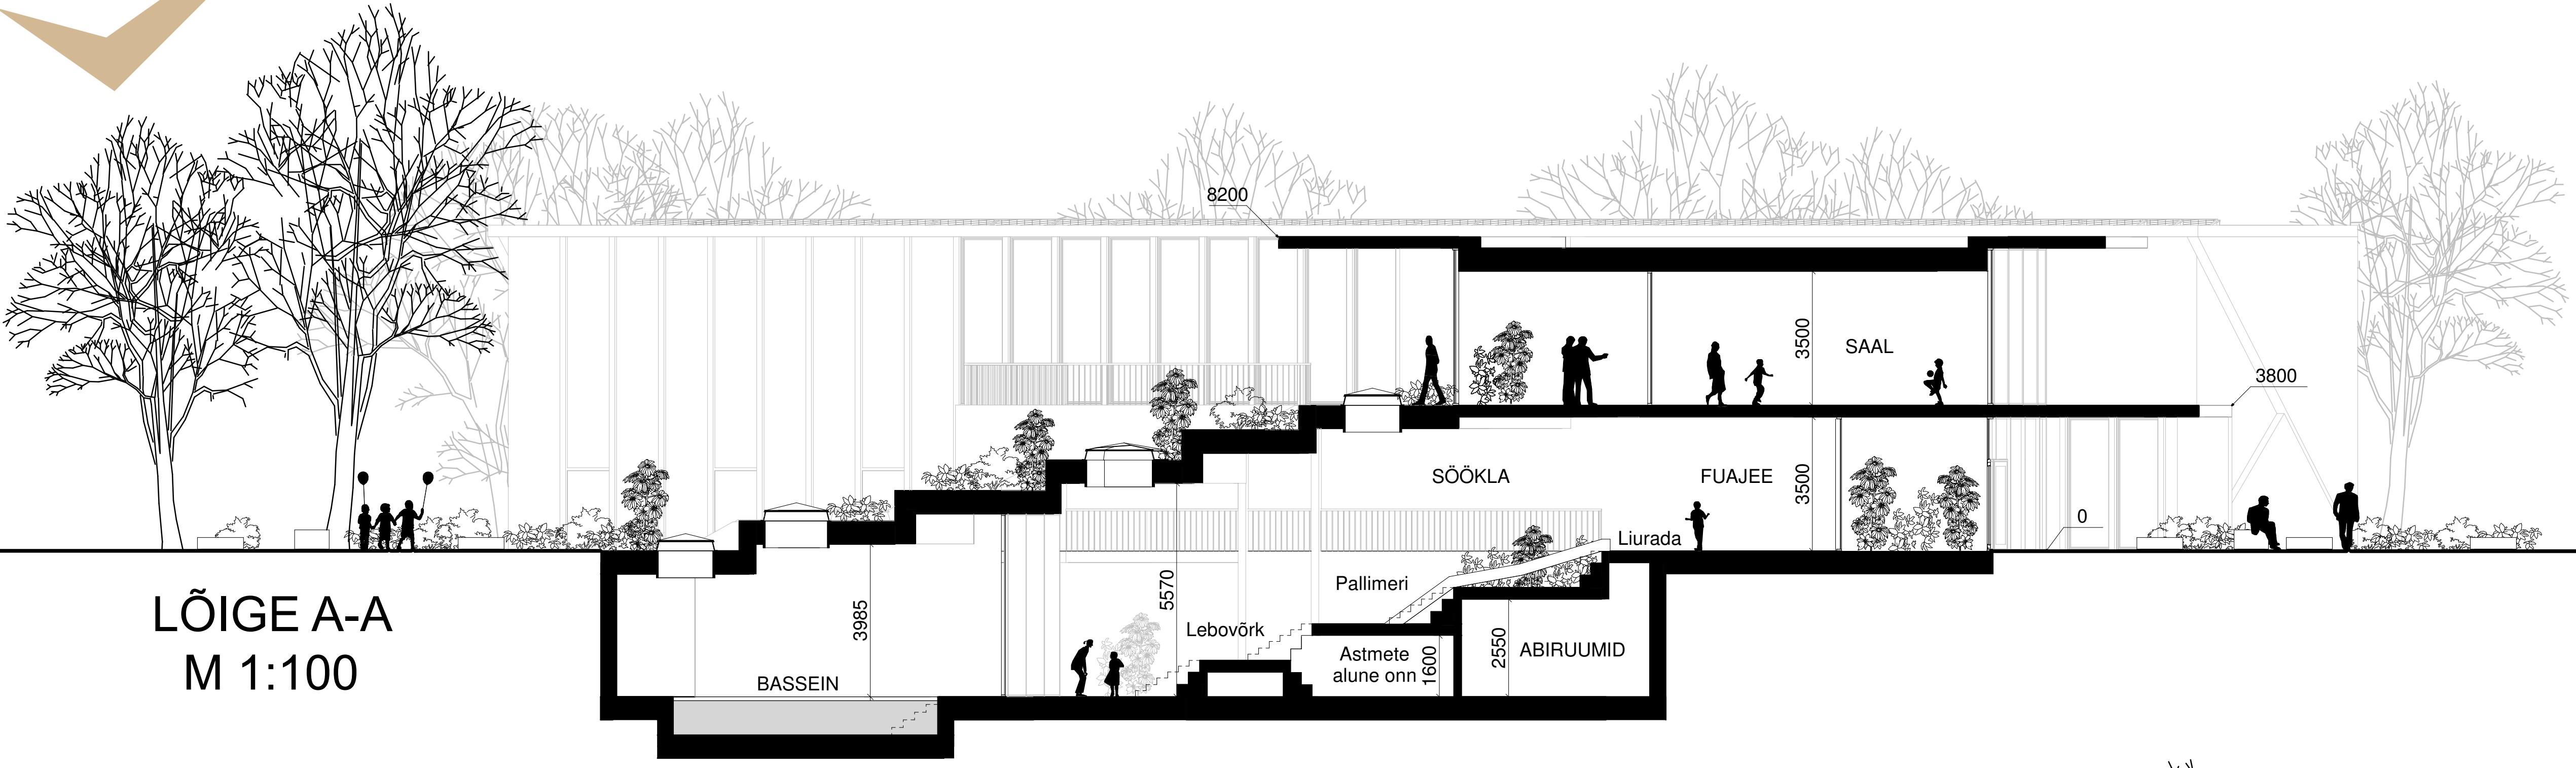 8200
3500
SAAL
3800
SÖÖKLA
FUAJEE
3500
0
Liurada
Pallimeri
5570
3985
LÕIGE A-A
M 1:100
Lebovõrk
Astmete
alune onn
1600
2550
ABIRUUMID
BASSEIN